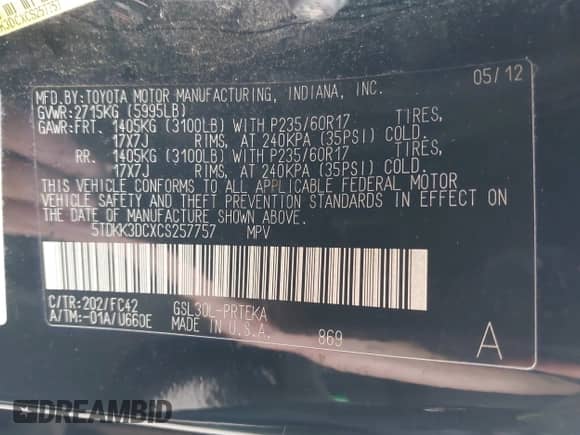 3DCXCS257757
MFD.BY:TOYOTA MOTOR MANUFACTURING, INDIANA, INC. 05/12
GVWR:2715KG (5995LB)
GAWR:FRT. 1405KG (3100LB) WITH P235/60R17 TIRES,
17X7J RIMS, AT 240KPA (35PSI) COLD.
RR. 1405KG (3100LB) WITH P235/60R17 TIRES,
17X7J RIMS, AT 240KPA (35PSI) COLD.
THIS VEHICLE CONFORMS TO ALL APPLICABLE FEDERAL MOTOR
VEHICLE SAFETY AND THEFT PREVENTION STANDARDS IN EFFECT ON
THE DATE OF MANUFACTURE SHOWN ABOVE.
5TDKK3DCXCS257757 MPV
C/TR:202/FC42 GSL30L-PRTEKA
A/TM:-01A/U660E MADE IN U.S.A. 869 A
DREAMBID